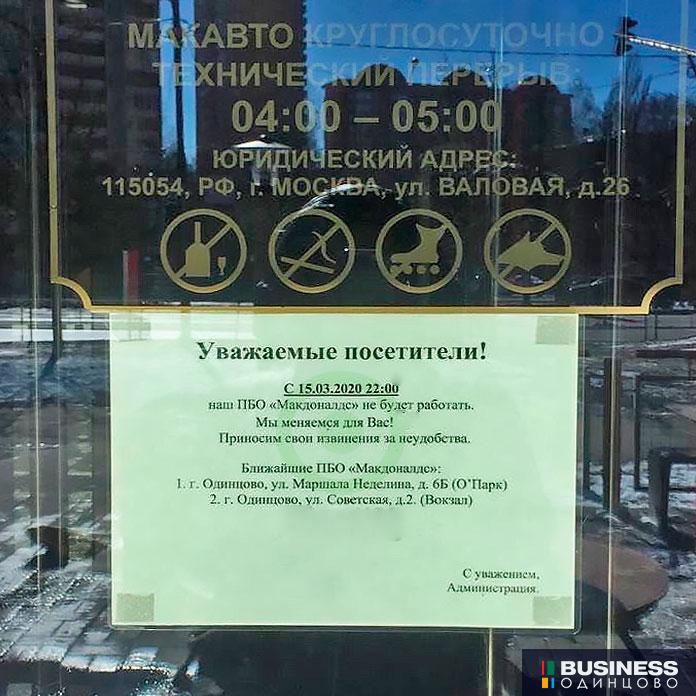 МАКАВТО КРУГЛОСУТОЧНО
ТЕХНИЧЕСКИЙ ПЕРЕРЫВ:
04:00 – 05:00
ЮРИДИЧЕСКИЙ АДРЕС:
115054, РФ, г. МОСКВА, ул. ВАЛОВАЯ, д.26
Уважаемые посетители!
С 15.03.2020 22:00
наш ПБО «Макдоналдс» не будет работать.
Мы меняемся для Вас!
Приносим свои извинения за неудобства.
Ближайшие ПБО «Макдоналдс»:
1. г. Одинцово, ул. Маршала Неделина, д. 6Б (О’Парк)
2. г. Одинцово, ул. Советская, д.2. (Вокзал)
С уважением,
Администрация.
BUSINESS
ОДИНЦОВО